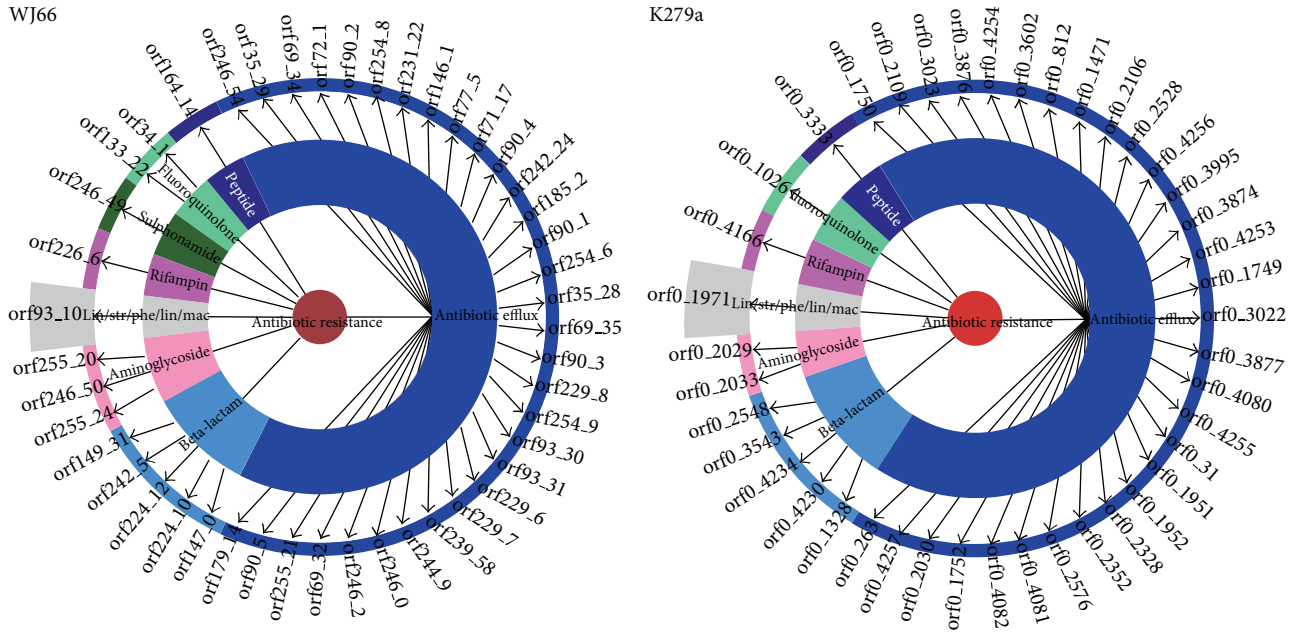 WJ66
orf72_1
orf90_2
orf254_8
orf231_22
orf146_1
orf77_5
orf71_17
orf90_4
orf242_24
orf185_2
orf90_1
orf254_6
orf35_28
orf69_35
orf90_3
orf229_8
orf254_9
orf93_30
orf93_31
orf229_6
orf229_7
orf239_58
orf244_9
orf246_0
orf246_2
orf69_32
orf255_21
orf90_5
orf179_14
orf147_0
orf224_10
orf224_12
orf242_5
orf149_31
orf255_24
orf246_50
orf255_20
orf93_10
orf226_6
orf246_49
orf133_22
orf34_1
orf164_14
orf246_54
orf35_29
orf69_34
Peptide
Fluoroquinolone
Sulphonamide
Rifampin
Lin/str/phe/lin/mac
Aminoglycoside
Beta-lactam
Antibiotic resistance
Antibiotic efflux
K279a
orf0_4254
orf0_3602
orf0_812
orf0_1471
orf0_2106
orf0_2528
orf0_4256
orf0_3995
orf0_3874
orf0_4253
orf0_1749
orf0_3022
orf0_3877
orf0_4080
orf0_4255
orf0_31
orf0_1951
orf0_1952
orf0_2328
orf0_2352
orf0_2576
orf0_4081
orf0_4082
orf0_1752
orf0_2030
orf0_4257
orf0_263
orf0_1328
orf0_4230
orf0_4234
orf0_3543
orf0_2548
orf0_2033
orf0_2029
orf0_1971
orf0_4166
orf0_1026
orf0_3333
orf0_1750
orf0_2109
orf0_3023
orf0_3876
Peptide
Fluoroquinolone
Rifampin
Lin/str/phe/lin/mac
Aminoglycoside
Beta-lactam
Antibiotic resistance
Antibiotic efflux